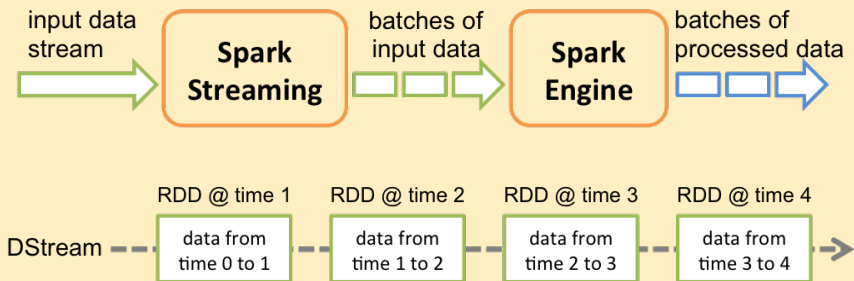 input data
stream
Spark
Streaming
batches of
input data
Spark
Engine
batches of
processed data
RDD @ time 1
RDD @ time 2
RDD @ time 3
RDD @ time 4
DStream
data from
time 0 to 1
data from
time 1 to 2
data from
time 2 to 3
data from
time 3 to 4